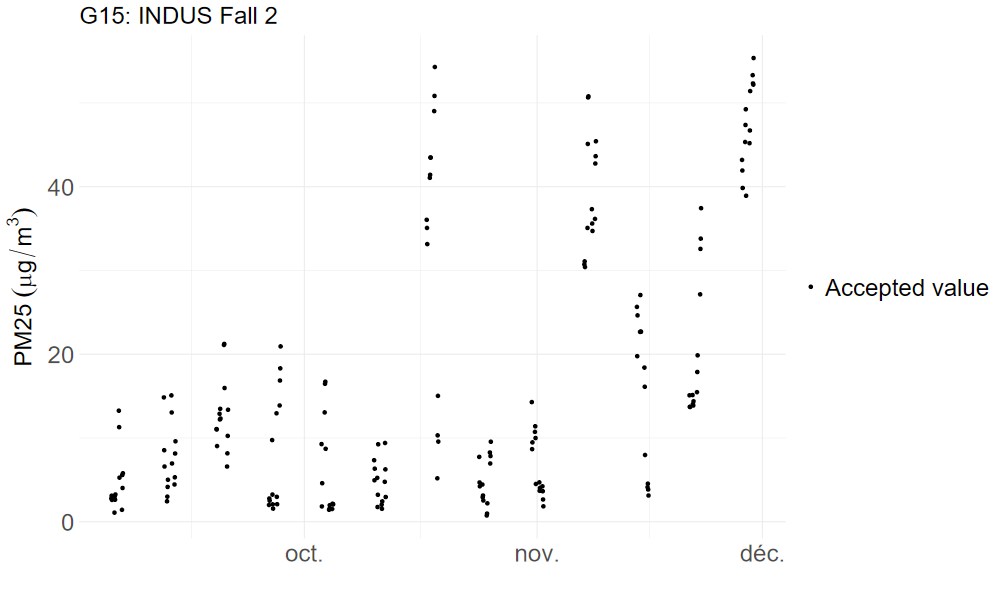 G15: INDUS Fall 2
PM25 (μg/m³)
40
20
0
oct.
nov.
déc.
Accepted value